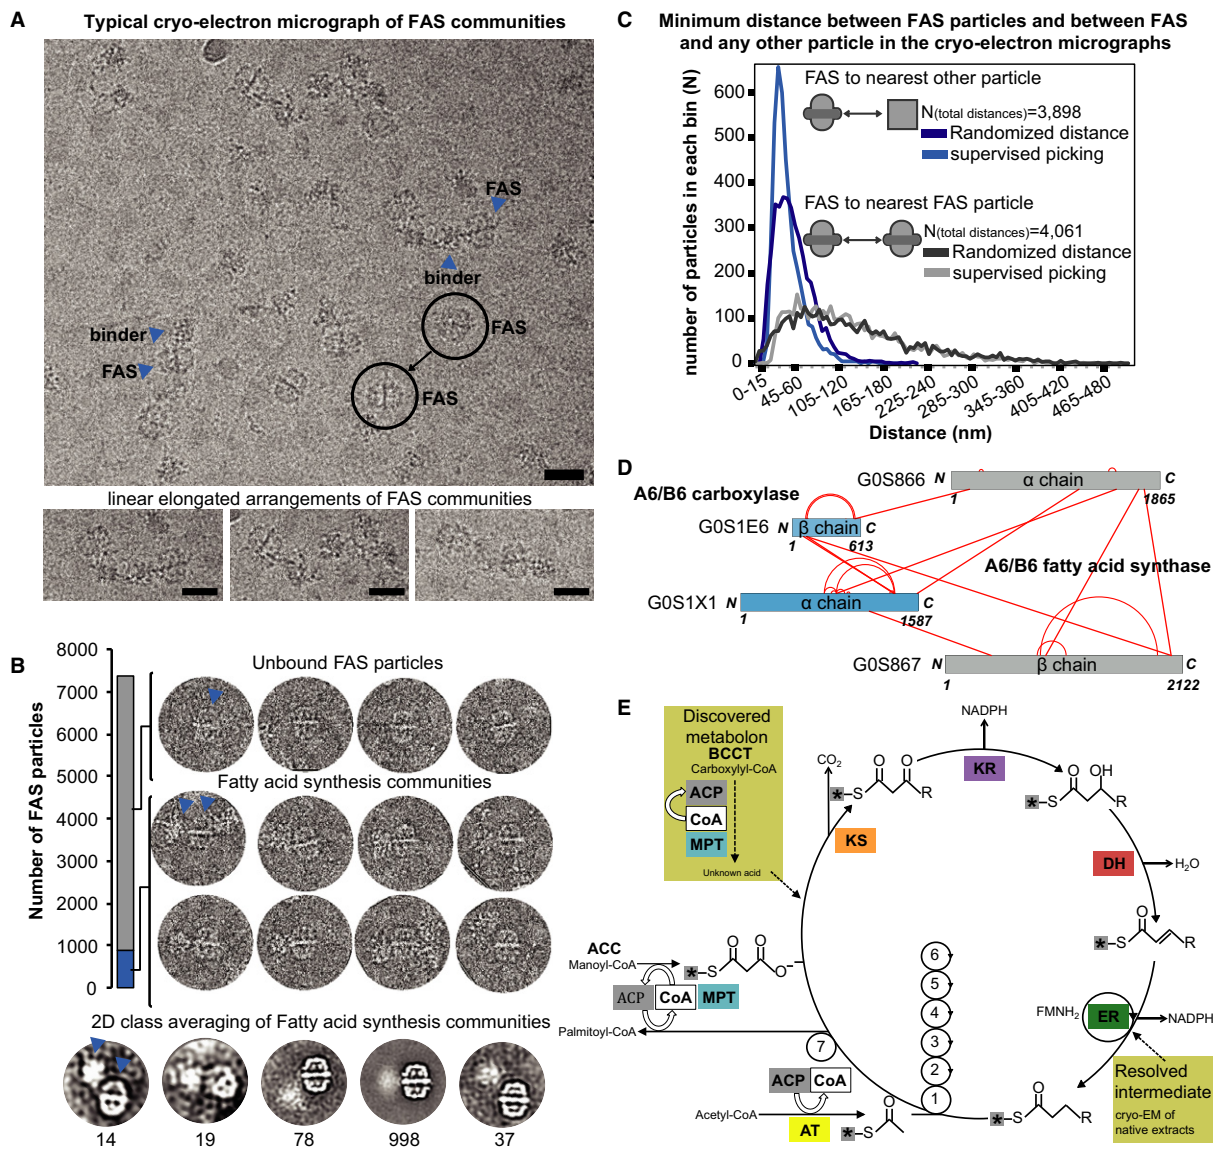 A
Typical cryo-electron micrograph of FAS communities
FAS
binder
binder
FAS
FAS
FAS
linear elongated arrangements of FAS communities
B
Number of FAS particles
8000
7000
6000
5000
4000
3000
2000
1000
0
Unbound FAS particles
Fatty acid synthesis communities
2D class averaging of Fatty acid synthesis communities
14
19
78
998
37
C
Minimum distance between FAS particles and between FAS
and any other particle in the cryo-electron micrographs
number of particles in each bin (N)
600
500
400
300
200
100
0
FAS to nearest other particle
N(total distances)=3,898
Randomized distance
supervised picking
FAS to nearest FAS particle
N(total distances)=4,061
Randomized distance
supervised picking
0-15
45-60
105-120
165-180
225-240
285-300
345-360
405-420
465-480
Distance (nm)
D
G0S866 N α chain C
1 1865
A6/B6 carboxylase
G0S1E6 N β chain C
1 613
A6/B6 fatty acid synthase
G0S1X1 N α chain C
1 1587
G0S867 N β chain C
1 2122
E
Discovered
metabolon
BCCT
Carboxylyl-CoA
ACP
CoA
MPT
Unknown acid
NADPH
KR
CO2
O O
*-S R
KS
O OH
*-S R
DH
H2O
O
*-S R
ACC
Manoyl-CoA
O O
*-S O-
ACP CoA MPT
Palmitoyl-CoA
6
5
4
3
2
1
7
FMNH2
ER
NADPH
Resolved
intermediate
cryo-EM of
native extracts
ACP CoA
Acetyl-CoA
AT
O
*-S
O
*-S R